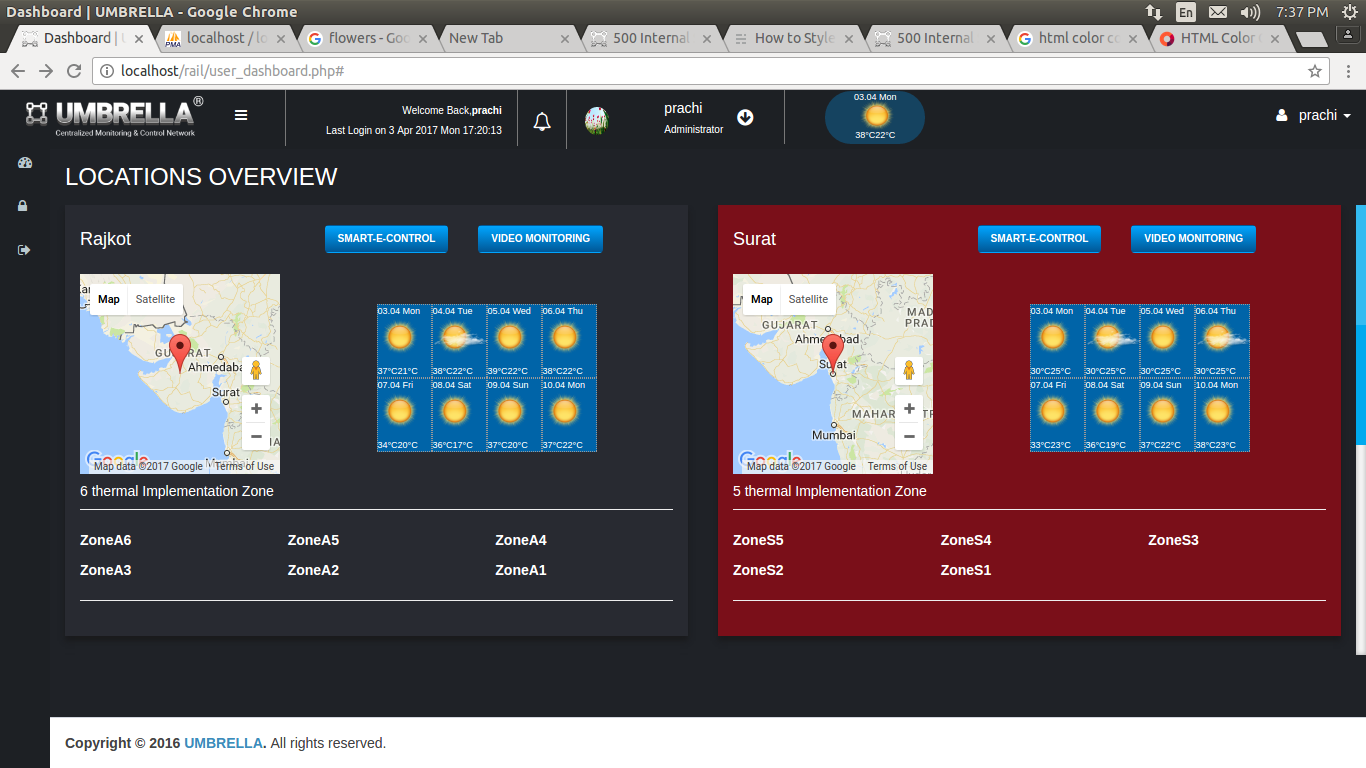 Dashboard | UMBRELLA - Google Chrome
En
7:37 PM
Dashboard |
localhost / lo
flowers - Goo
New Tab
500 Internal
How to Style
500 Internal
html color co
HTML Color
localhost/rail/user_dashboard.php#
UMBRELLA®
Centralized Monitoring & Control Network
Welcome Back,prachi
Last Login on 3 Apr 2017 Mon 17:20:13
prachi
Administrator
03.04 Mon
38°C22°C
prachi
LOCATIONS OVERVIEW
Rajkot
SMART-E-CONTROL
VIDEO MONITORING
Map
Satellite
GUJARAT
Ahmedaba
Surat
Google
Map data ©2017 Google
Terms of Use
03.04 Mon 04.04 Tue 05.04 Wed 06.04 Thu
37°C21°C 38°C22°C 39°C22°C 38°C22°C
07.04 Fri 08.04 Sat 09.04 Sun 10.04 Mon
34°C20°C 36°C17°C 37°C20°C 37°C22°C
6 thermal Implementation Zone
ZoneA6 ZoneA5 ZoneA4
ZoneA3 ZoneA2 ZoneA1
Surat
SMART-E-CONTROL
VIDEO MONITORING
Map
Satellite
MAD
PRAD
GUJARAT
Ahmedabad
Surat
MAHARASHTR
Mumbai
Google
Map data ©2017 Google
Terms of Use
03.04 Mon 04.04 Tue 05.04 Wed 06.04 Thu
30°C25°C 30°C25°C 30°C25°C 30°C25°C
07.04 Fri 08.04 Sat 09.04 Sun 10.04 Mon
33°C23°C 36°C19°C 37°C22°C 38°C23°C
5 thermal Implementation Zone
ZoneS5 ZoneS4 ZoneS3
ZoneS2 ZoneS1
Copyright © 2016 UMBRELLA. All rights reserved.